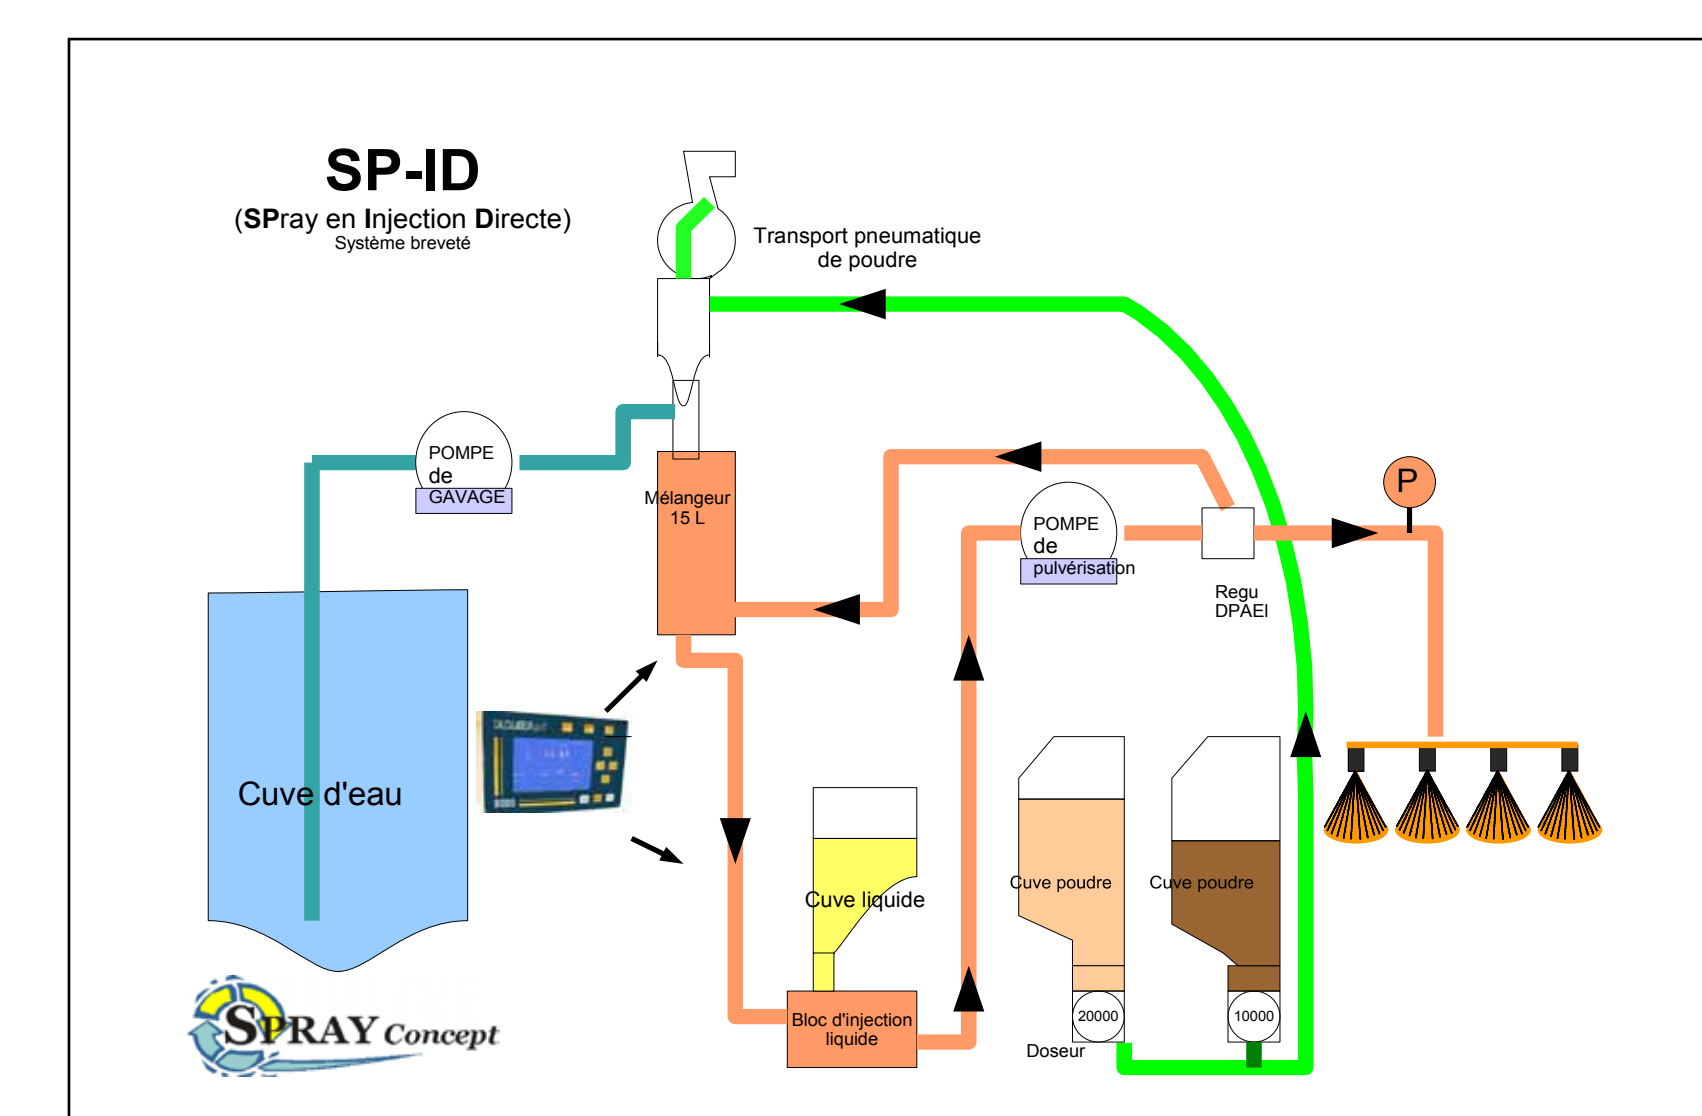 SP-ID
(SPray en Injection Directe)
Système breveté
Transport pneumatique
de poudre
POMPE
de
GAVAGE
Mélangeur
15 L
POMPE
de
pulvérisation
P
Regu
DPAEl
Cuve d'eau
Cuve liquide
Cuve poudre
Cuve poudre
Bloc d'injection
liquide
20000
10000
Doseur
SPRAY Concept